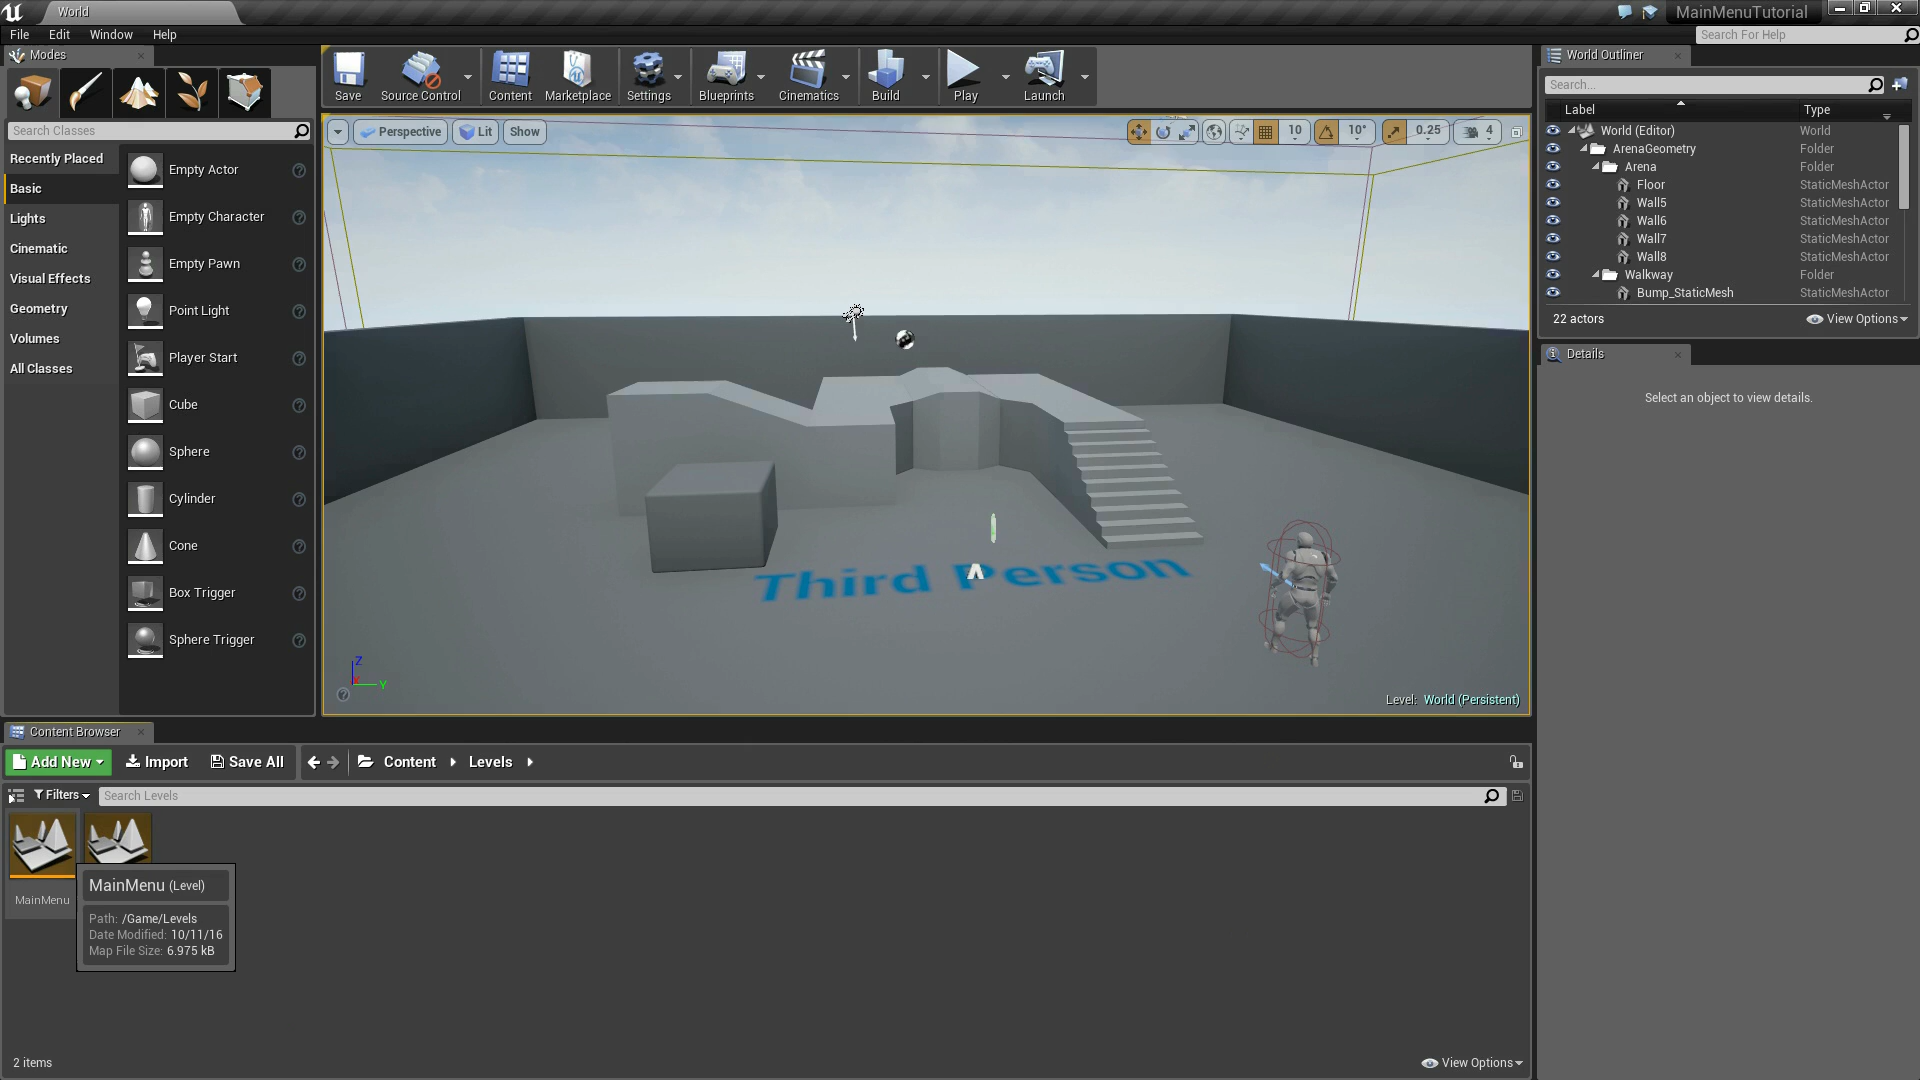 World
MainMenuTutorial
File Edit Window Help
Search For Help
Modes
Save Source Control Content Marketplace Settings Blueprints Cinematics Build Play Launch
World Outliner
Search...
Search Classes
Perspective Lit Show
10 10° 0.25 4
Label Type
Recently Placed
Basic
Lights
Cinematic
Visual Effects
Geometry
Volumes
All Classes
Empty Actor
Empty Character
Empty Pawn
Point Light
Player Start
Cube
Sphere
Cylinder
Cone
Box Trigger
Sphere Trigger
World (Editor) World
ArenaGeometry Folder
Arena Folder
Floor StaticMeshActor
Wall5 StaticMeshActor
Wall6 StaticMeshActor
Wall7 StaticMeshActor
Wall8 StaticMeshActor
Walkway Folder
Bump_StaticMesh StaticMeshActor
22 actors View Options
Details
Select an object to view details.
Third Person
Z
X
Y
Level: World (Persistent)
Content Browser
Add New Import Save All Content Levels
Filters Search Levels
MainMenu
MainMenu (Level)
Path: /Game/Levels
Date Modified: 10/11/16
Map File Size: 6.975 kB
2 items View Options